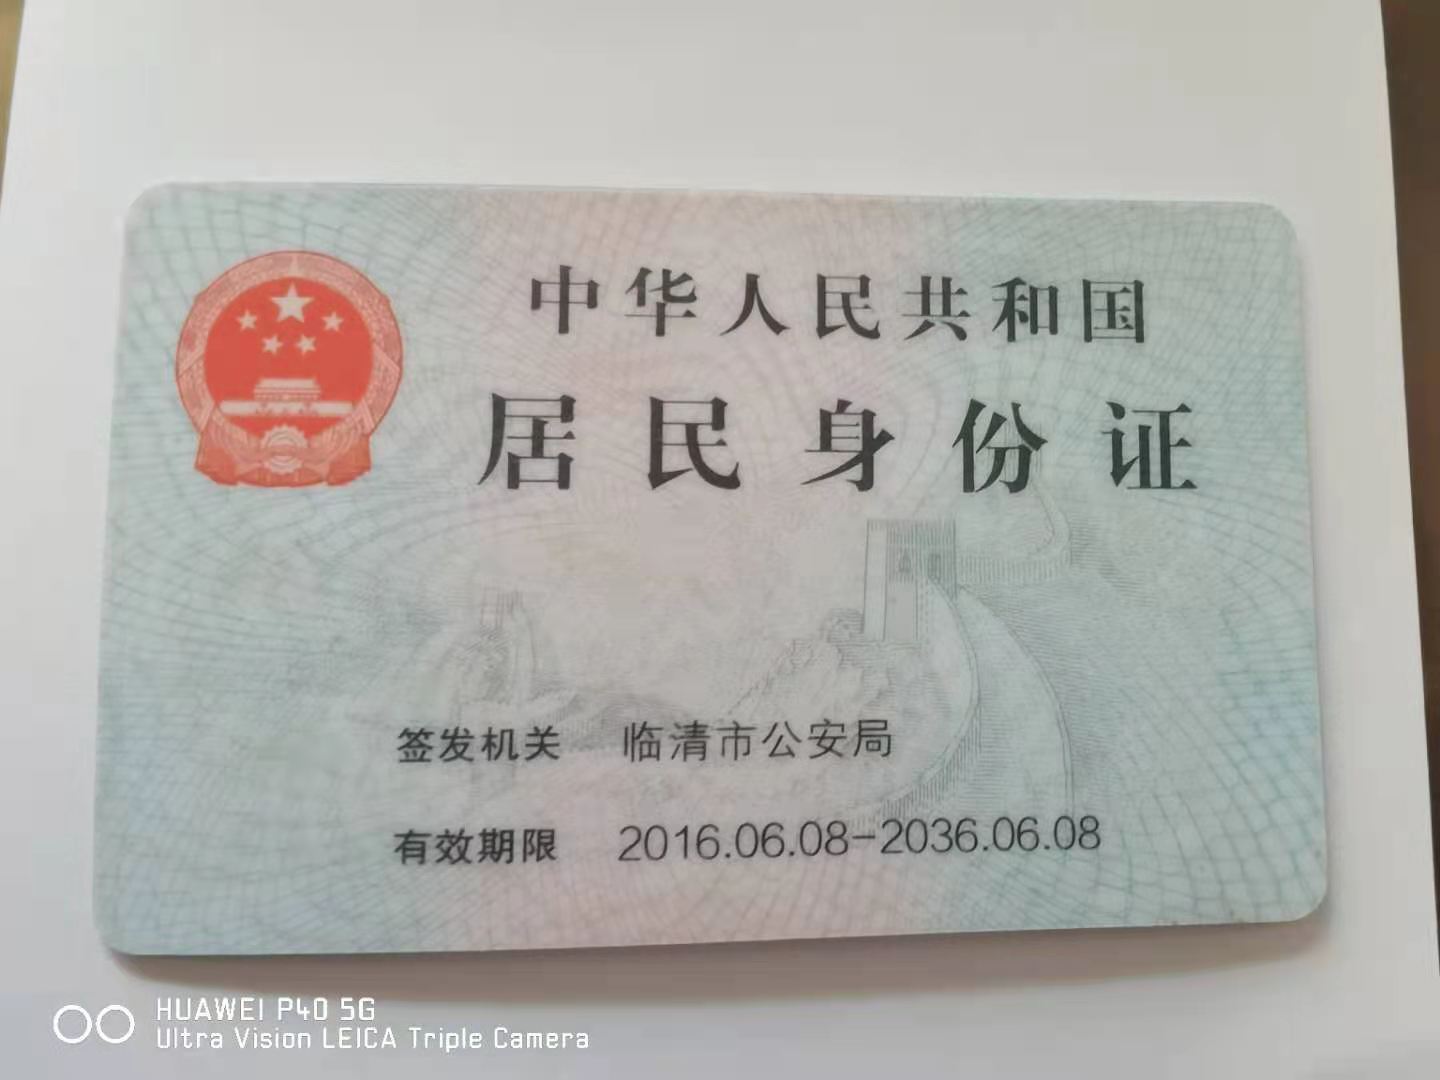 中华人民共和国
居民身份证
签发机关 临清市公安局
有效期限 2016.06.08-2036.06.08
HUAWEI P40 5G
Ultra Vision LEICA Triple Camera